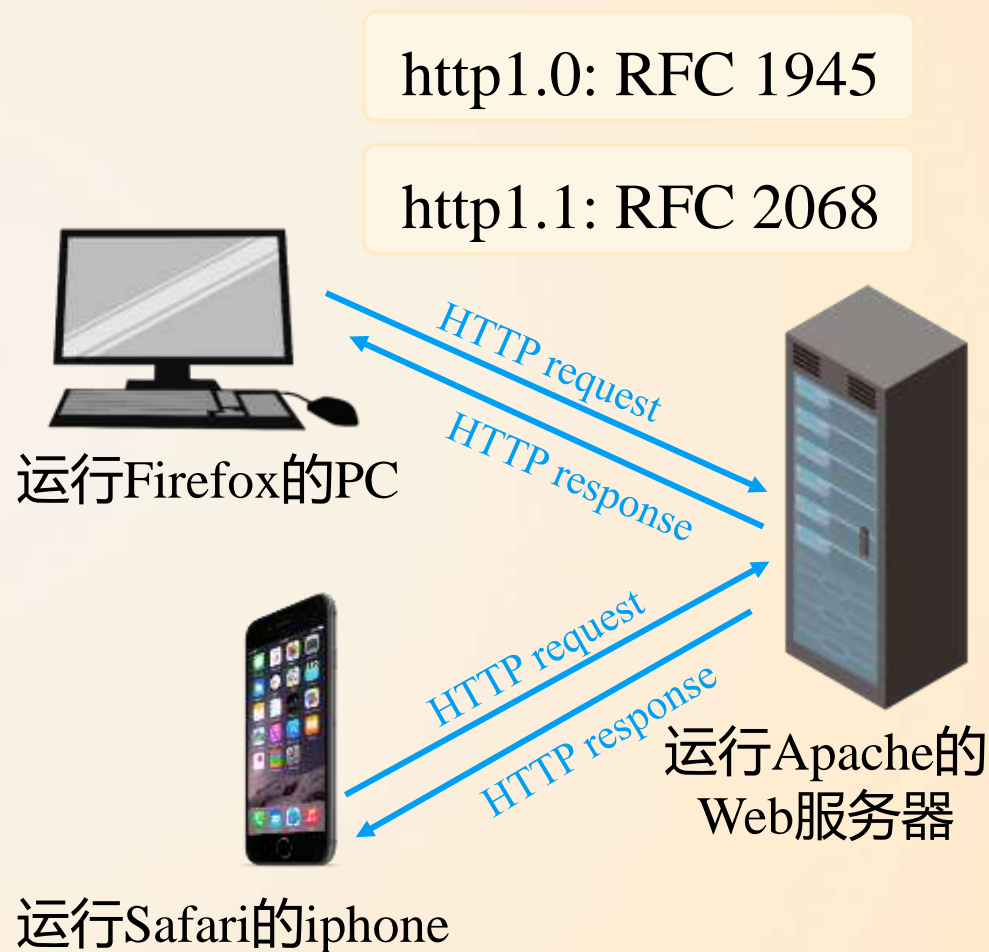 http1.0: RFC 1945
http1.1: RFC 2068
HTTP request
HTTP response
运行Firefox的PC
HTTP request
HTTP response
运行Apache的
Web服务器
运行Safari的iphone